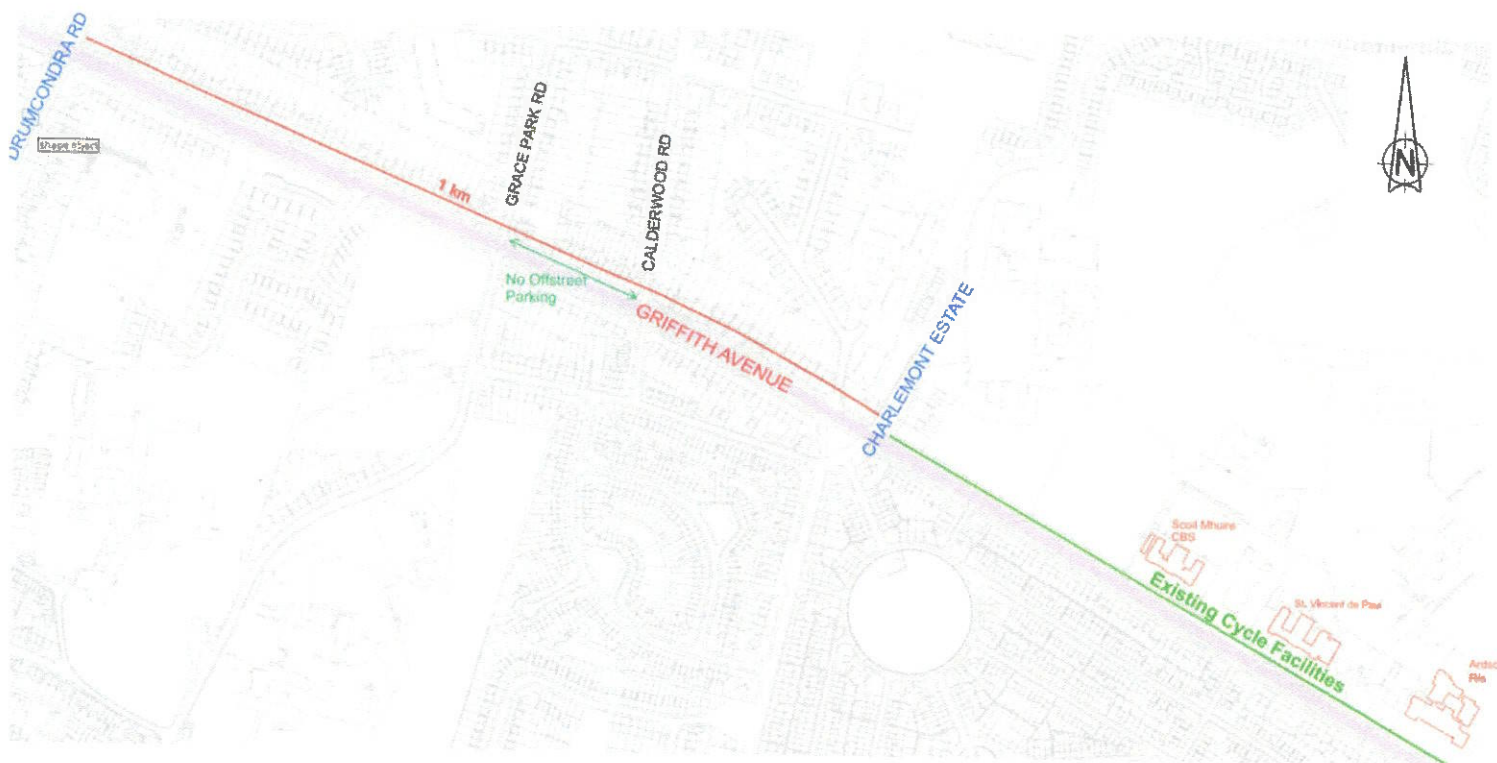 DRUMCONDRA RD
1 km
GRACE PARK RD
CALDERWOOD RD
No Offstreet
Parking
GRIFFITH AVENUE
CHARLEMONT ESTATE
N
Scoil Mhuire
CBS
Existing Cycle Facilities
St. Vincent de Paul